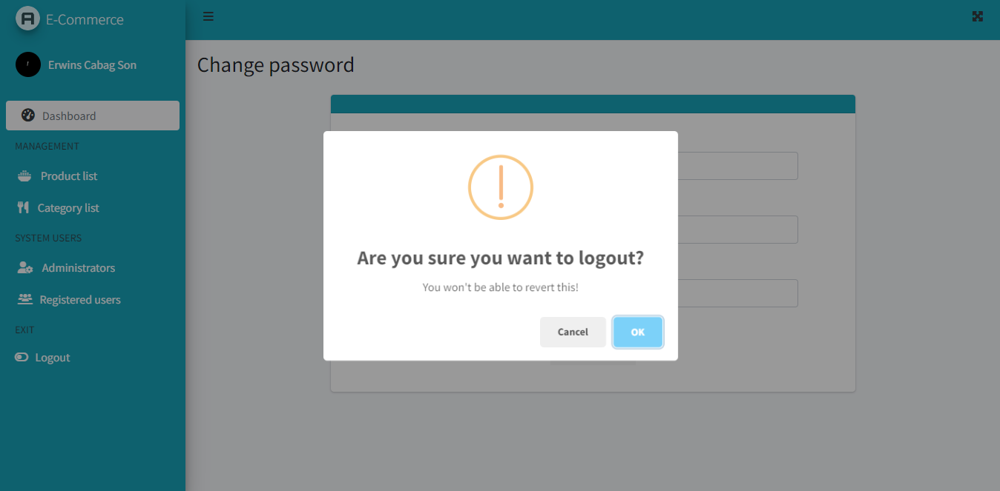 E-Commerce
Erwins Cabag Son
Dashboard
MANAGEMENT
Product list
Category list
SYSTEM USERS
Administrators
Registered users
EXIT
Logout
Change password
Are you sure you want to logout?
You won't be able to revert this!
Cancel
OK